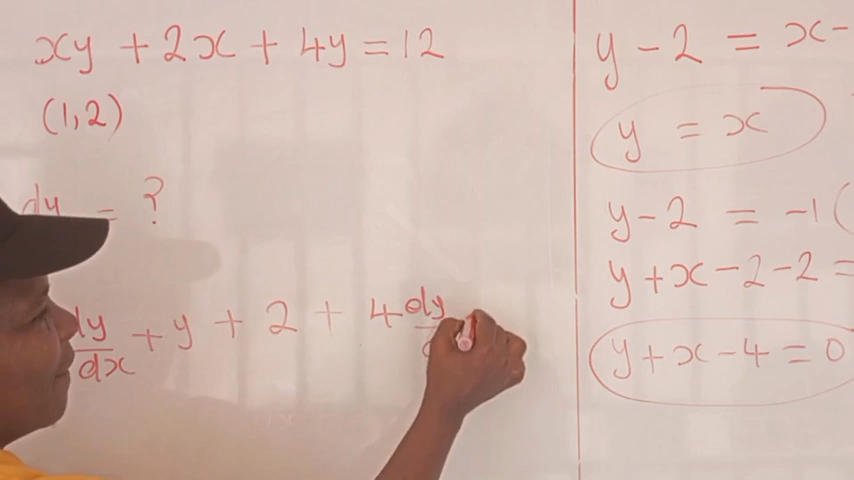 xy + 2x + 4y = 12
(1,2)
dy = ?
dy/dx + y + 2 + 4 dy
y - 2 = x -
y = x
y - 2 = -1 (
y + x - 2 - 2 =
y + x - 4 = 0